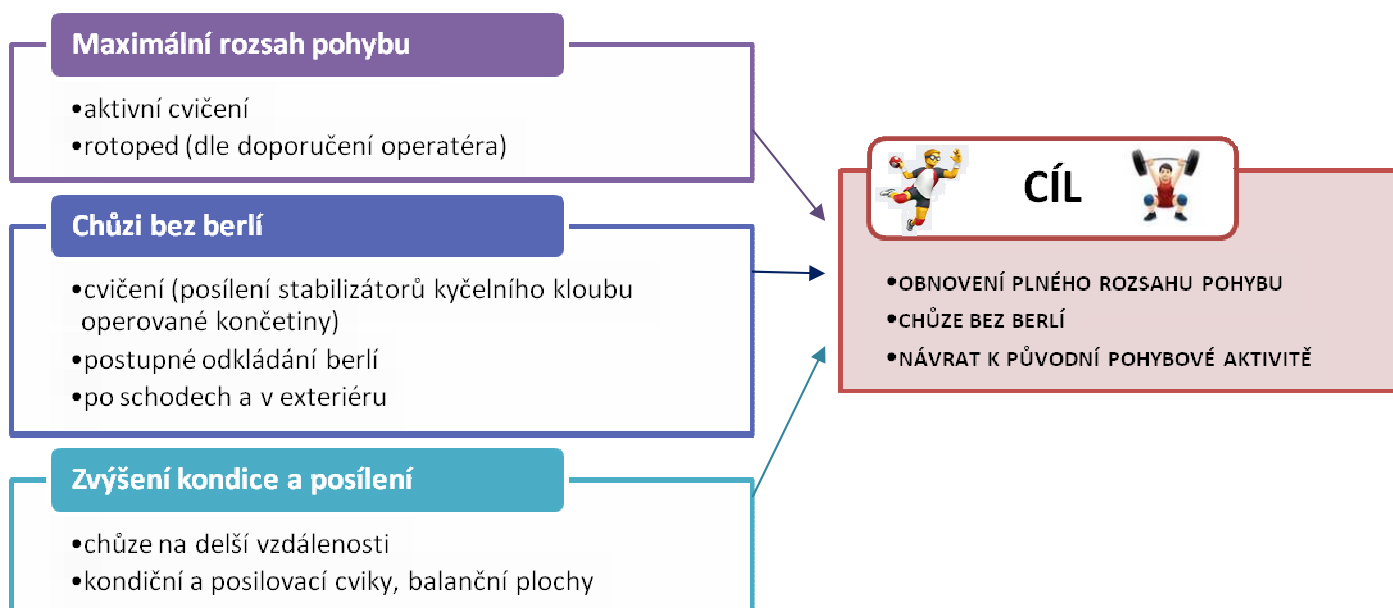 Maximální rozsah pohybu
•aktivní cvičení
•rotoped (dle doporučení operatéra)
Chůzi bez berlí
•cvičení (posílení stabilizátorů kyčelního kloubu
operované končetiny)
•postupné odkládání berlí
•po schodech a v exteriéru
Zvýšení kondice a posílení
•chůze na delší vzdálenosti
•kondiční a posilovací cviky, balanční plochy
CÍL
•OBNOVENÍ PLNÉHO ROZSAHU POHYBU
•CHŮZE BEZ BERLÍ
•NÁVRAT K PŮVODNÍ POHYBOVÉ AKTIVITĚ